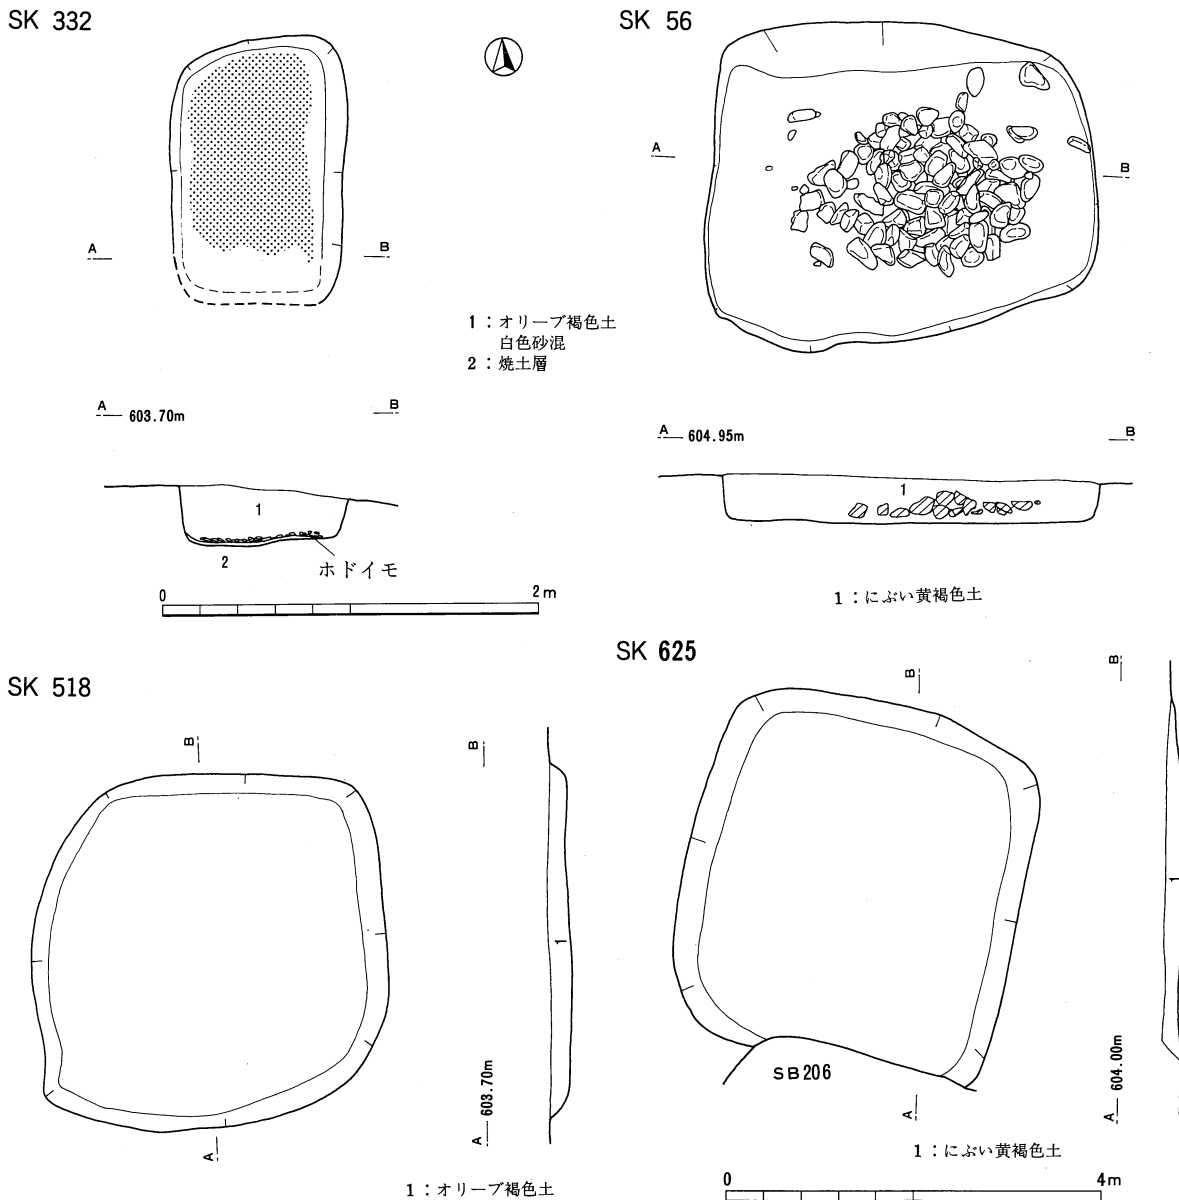 SK 332
A
B
1：オリーブ褐色土
白色砂混
2：焼土層
A 603.70m
B
1
2
ホドイモ
0 2m
SK 56
A
B
A 604.95m
B
1
1：にぶい黄褐色土
SK 518
B
A
B
1
A 603.70m
1：オリーブ褐色土
SK 625
B
SB206
A
B
1
A 604.00m
1：にぶい黄褐色土
0 4m